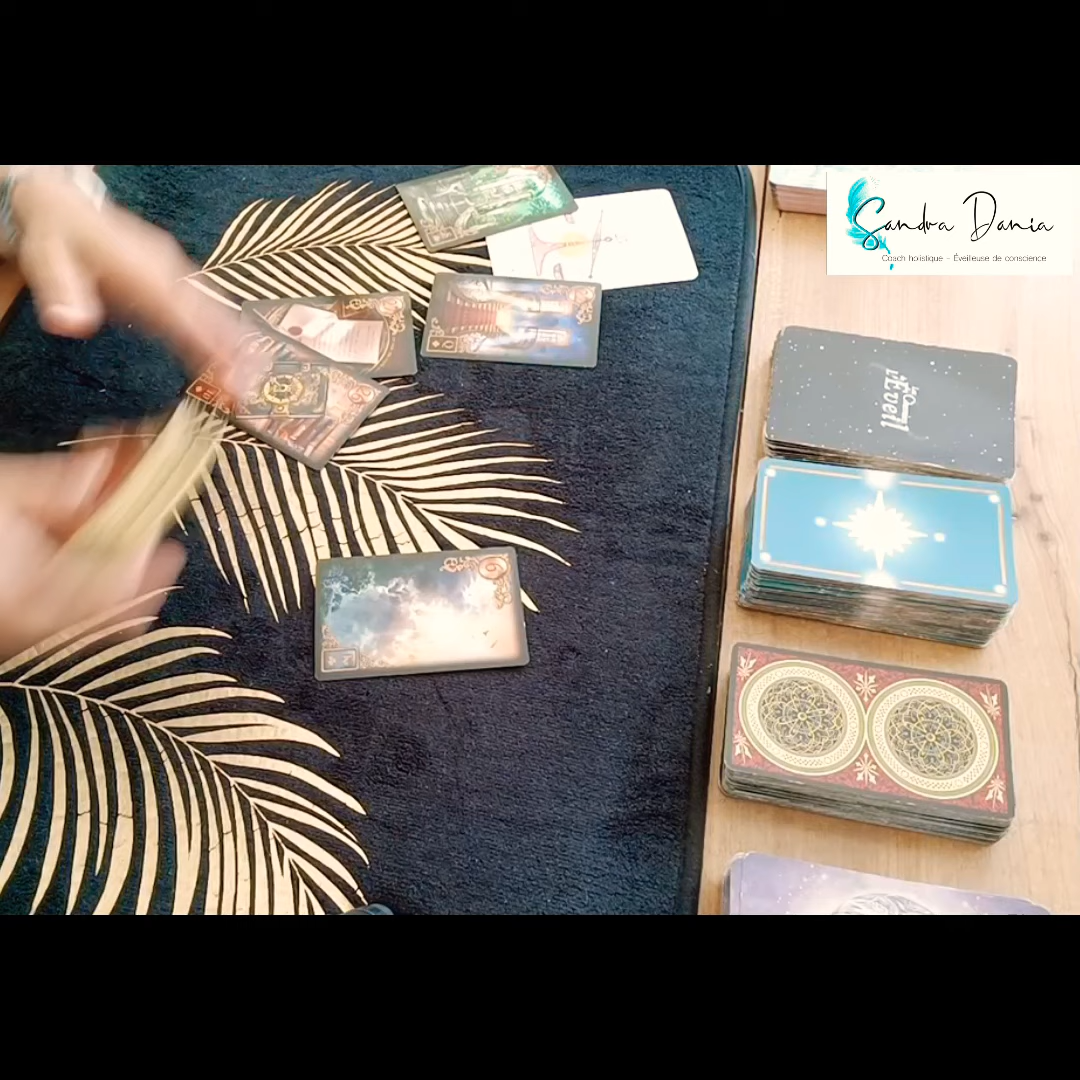 Sandra Dania
Coach holistique - Éveilleuse de conscience
l'Éveil